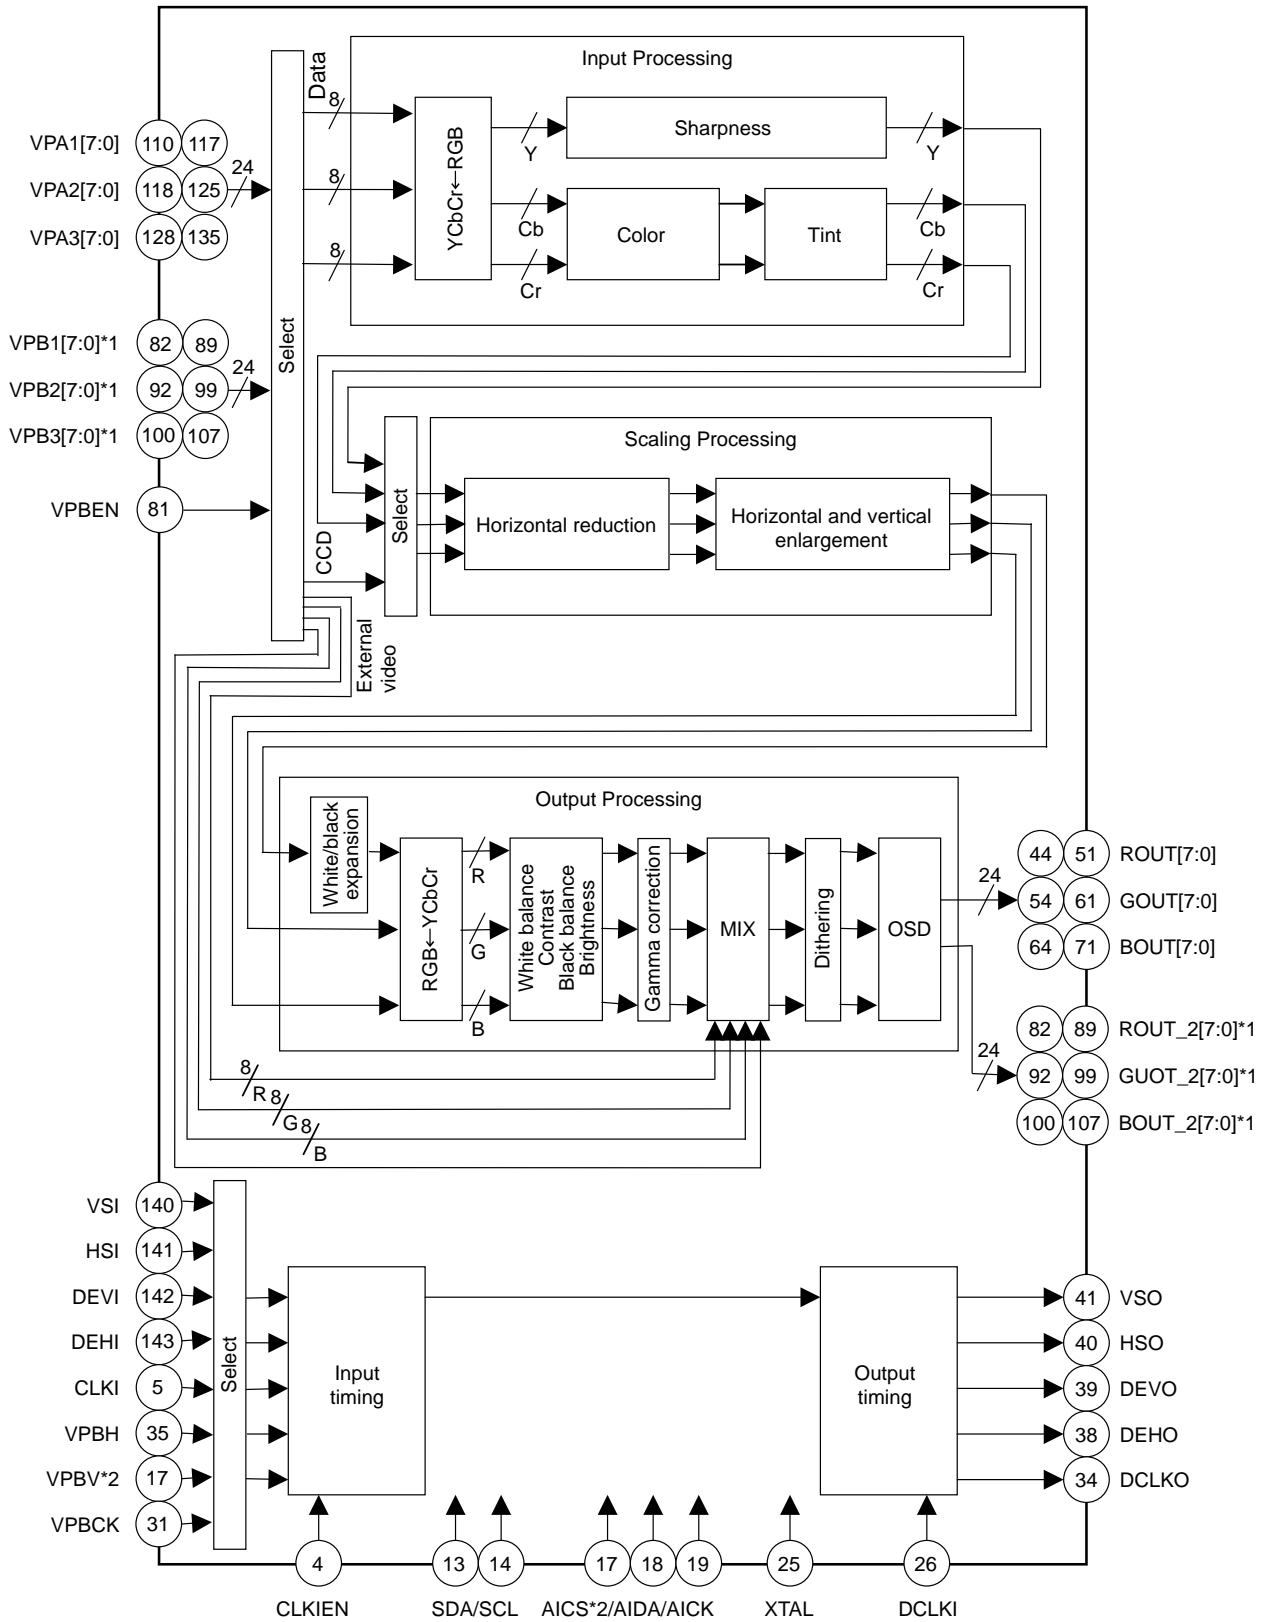 Input Processing
Data
8
8
8
YCbCr←RGB
Y
Sharpness
Y
Cb
Color
Tint
Cb
Cr
Cr
VPA1[7:0]
110
117
VPA2[7:0]
118
125
24
VPA3[7:0]
128
135
Select
VPB1[7:0]*1
82
89
VPB2[7:0]*1
92
99
24
VPB3[7:0]*1
100
107
VPBEN
81
CCD
External
video
Select
Scaling Processing
Horizontal reduction
Horizontal and vertical
enlargement
Output Processing
White/black
expansion
RGB←YCbCr
R
G
B
White balance
Contrast
Black balance
Brightness
Gamma correction
MIX
Dithering
OSD
24
44
51
ROUT[7:0]
54
61
GOUT[7:0]
64
71
BOUT[7:0]
24
82
89
ROUT_2[7:0]*1
92
99
GUOT_2[7:0]*1
100
107
BOUT_2[7:0]*1
8
R
8
G
8
B
VSI
140
HSI
141
DEVI
142
DEHI
143
CLKI
5
VPBH
35
VPBV*2
17
VPBCK
31
Select
Input
timing
Output
timing
41
VSO
40
HSO
39
DEVO
38
DEHO
34
DCLKO
4
13
14
17
18
19
25
26
CLKIEN
SDA/SCL
AICS*2/AIDA/AICK
XTAL
DCLKI